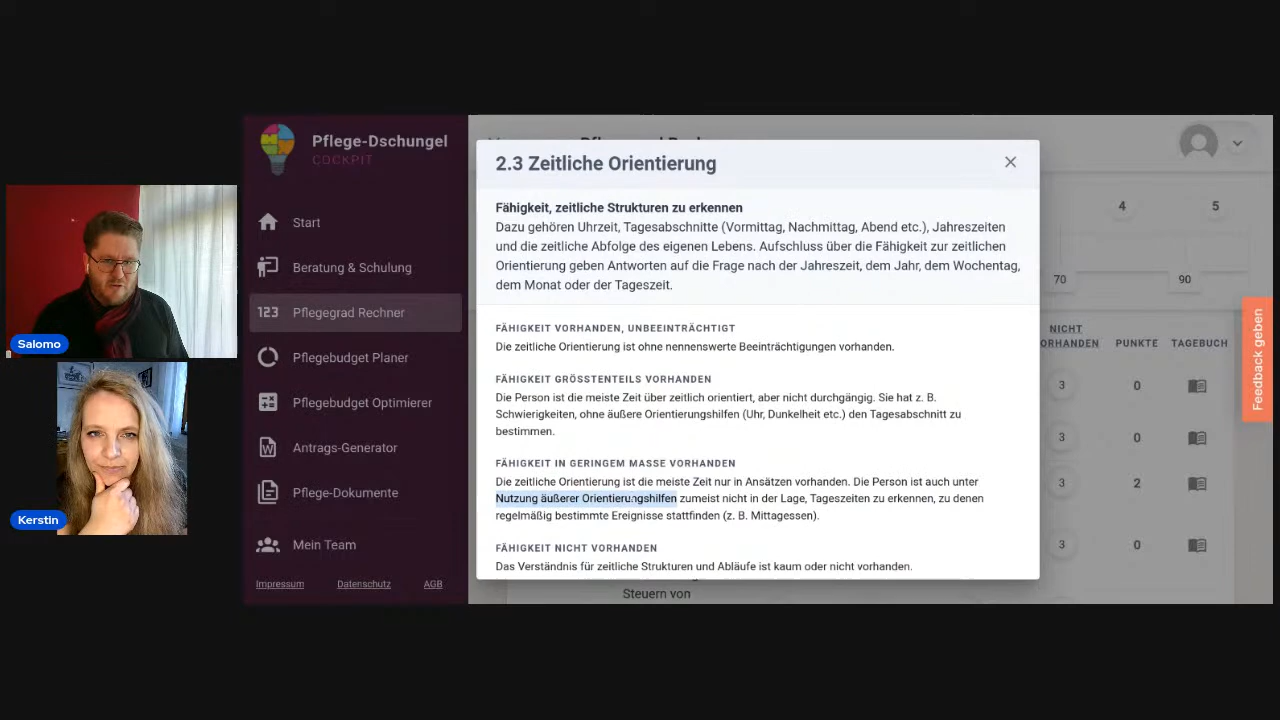 Salomo
Kerstin
Pflege-Dschungel
COCKPIT
Start
Beratung & Schulung
123 Pflegegrad Rechner
Pflegebudget Planer
Pflegebudget Optimierer
W Antrags-Generator
Pflege-Dokumente
Mein Team
Impressum Datenschutz AGB
2.3 Zeitliche Orientierung
Fähigkeit, zeitliche Strukturen zu erkennen
Dazu gehören Uhrzeit, Tagesabschnitte (Vormittag, Nachmittag, Abend etc.), Jahreszeiten
und die zeitliche Abfolge des eigenen Lebens. Aufschluss über die Fähigkeit zur zeitlichen
Orientierung geben Antworten auf die Frage nach der Jahreszeit, dem Jahr, dem Wochentag,
dem Monat oder der Tageszeit.
FÄHIGKEIT VORHANDEN, UNBEEINTRÄCHTIGT
Die zeitliche Orientierung ist ohne nennenswerte Beeinträchtigungen vorhanden.
FÄHIGKEIT GRÖSSTENTEILS VORHANDEN
Die Person ist die meiste Zeit über zeitlich orientiert, aber nicht durchgängig. Sie hat z. B.
Schwierigkeiten, ohne äußere Orientierungshilfen (Uhr, Dunkelheit etc.) den Tagesabschnitt zu
bestimmen.
FÄHIGKEIT IN GERINGEM MASSE VORHANDEN
Die zeitliche Orientierung ist die meiste Zeit nur in Ansätzen vorhanden. Die Person ist auch unter
Nutzung äußerer Orientierungshilfen zumeist nicht in der Lage, Tageszeiten zu erkennen, zu denen
regelmäßig bestimmte Ereignisse stattfinden (z. B. Mittagessen).
FÄHIGKEIT NICHT VORHANDEN
Das Verständnis für zeitliche Strukturen und Abläufe ist kaum oder nicht vorhanden.
Steuern von
4 5
70 90
NICHT
ORHANDEN PUNKTE TAGEBUCH
3 0
3 0
3 2
3 0
Feedback geben